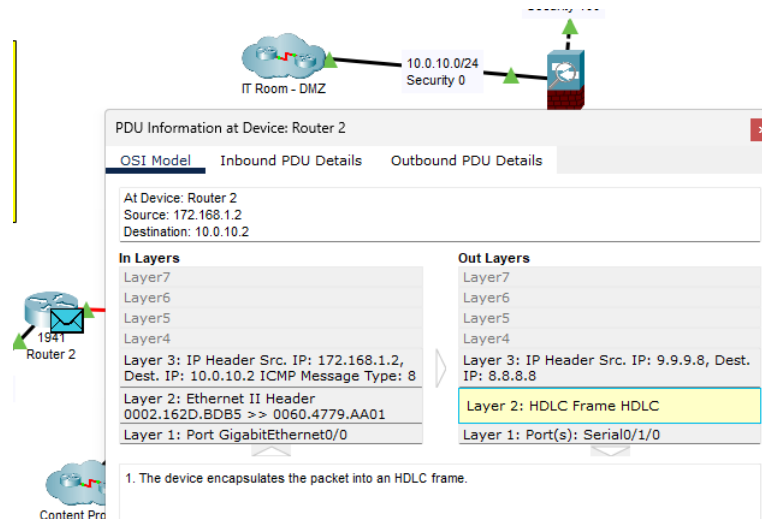 10.0.10.0/24
Security 0
IT Room - DMZ
PDU Information at Device: Router 2
OSI Model Inbound PDU Details Outbound PDU Details
At Device: Router 2
Source: 172.168.1.2
Destination: 10.0.10.2
In Layers
Layer7
Layer6
Layer5
Layer4
Layer 3: IP Header Src. IP: 172.168.1.2,
Dest. IP: 10.0.10.2 ICMP Message Type: 8
Layer 2: Ethernet II Header
0002.162D.BDB5 >> 0060.4779.AA01
Layer 1: Port GigabitEthernet0/0
Out Layers
Layer7
Layer6
Layer5
Layer4
Layer 3: IP Header Src. IP: 9.9.9.8, Dest.
IP: 8.8.8.8
Layer 2: HDLC Frame HDLC
Layer 1: Port(s): Serial0/1/0
1. The device encapsulates the packet into an HDLC frame.
1941
Router 2
Content Pro